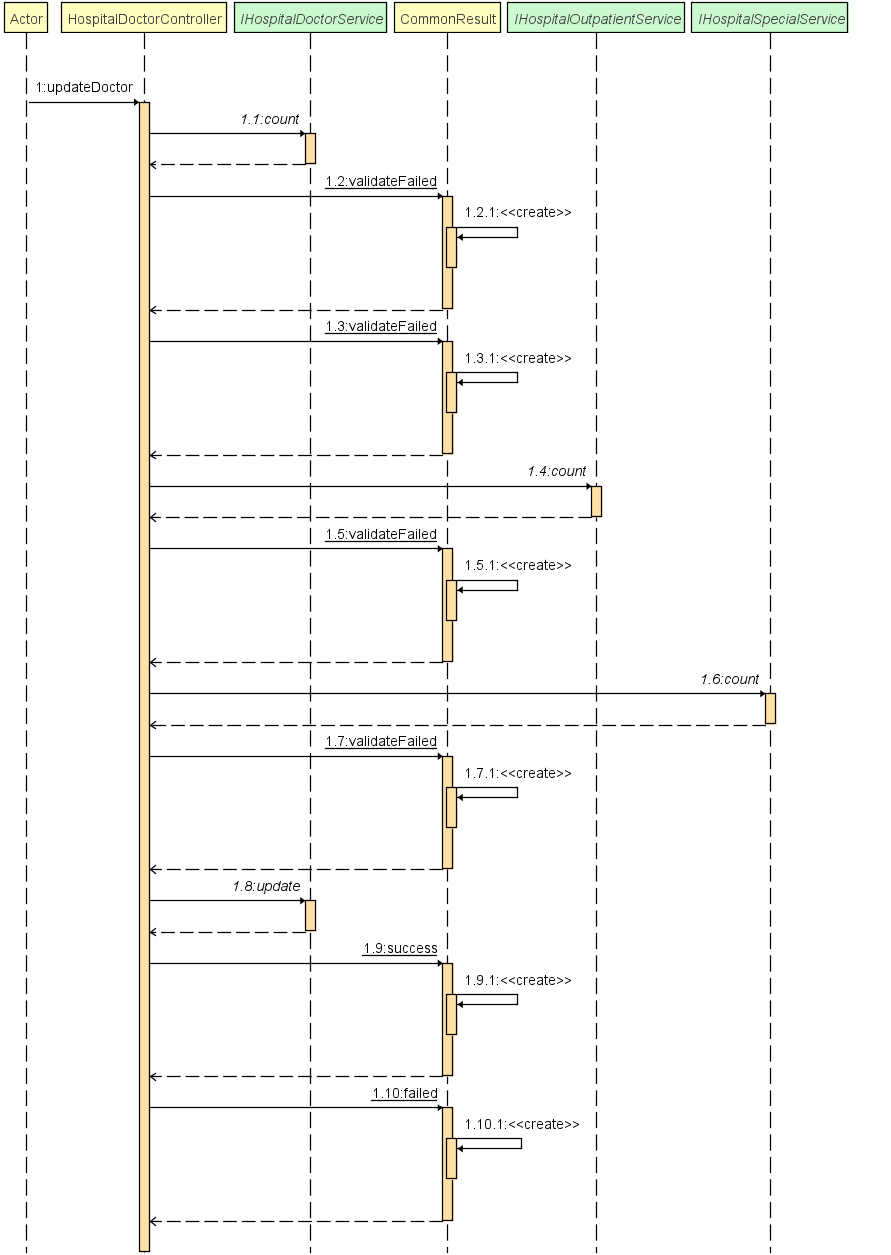 Actor
HospitalDoctorController
IHospitalDoctorService
CommonResult
IHospitalOutpatientService
IHospitalSpecialService
1:updateDoctor
1.1:count
1.2:validateFailed
1.2.1:<<create>>
1.3:validateFailed
1.3.1:<<create>>
1.4:count
1.5:validateFailed
1.5.1:<<create>>
1.6:count
1.7:validateFailed
1.7.1:<<create>>
1.8:update
1.9:success
1.9.1:<<create>>
1.10:failed
1.10.1:<<create>>